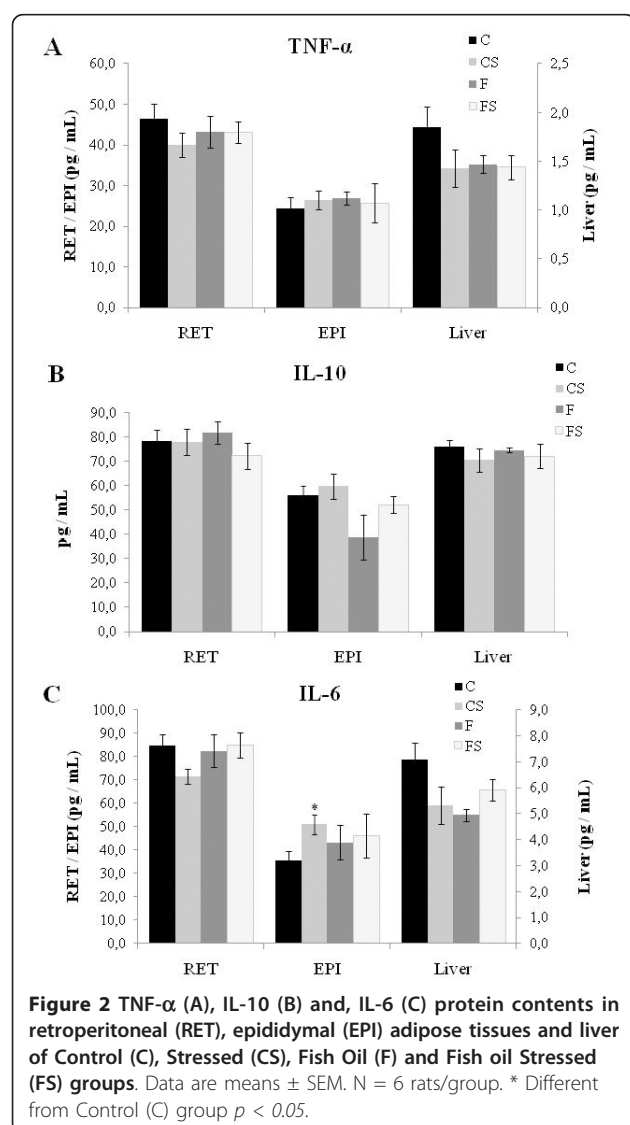 A
TNF-α
C
CS
F
FS
60,0
50,0
40,0
30,0
20,0
10,0
0,0
RET / EPI (pg / mL)
2,5
2,0
1,5
1,0
0,5
0,0
Liver (pg / mL)
RET EPI Liver
B
IL-10
C
CS
F
FS
90,0
80,0
70,0
60,0
50,0
40,0
30,0
20,0
10,0
0,0
pg / mL
RET EPI Liver
C
IL-6
C
CS
F
FS
100,0
90,0
80,0
70,0
60,0
50,0
40,0
30,0
20,0
10,0
0,0
RET / EPI (pg / mL)
*
9,0
8,0
7,0
6,0
5,0
4,0
3,0
2,0
1,0
0,0
Liver (pg / mL)
RET EPI Liver
Figure 2 TNF-α (A), IL-10 (B) and, IL-6 (C) protein contents in
retroperitoneal (RET), epididymal (EPI) adipose tissues and liver
of Control (C), Stressed (CS), Fish Oil (F) and Fish oil Stressed
(FS) groups. Data are means ± SEM. N = 6 rats/group. * Different
from Control (C) group p < 0.05.